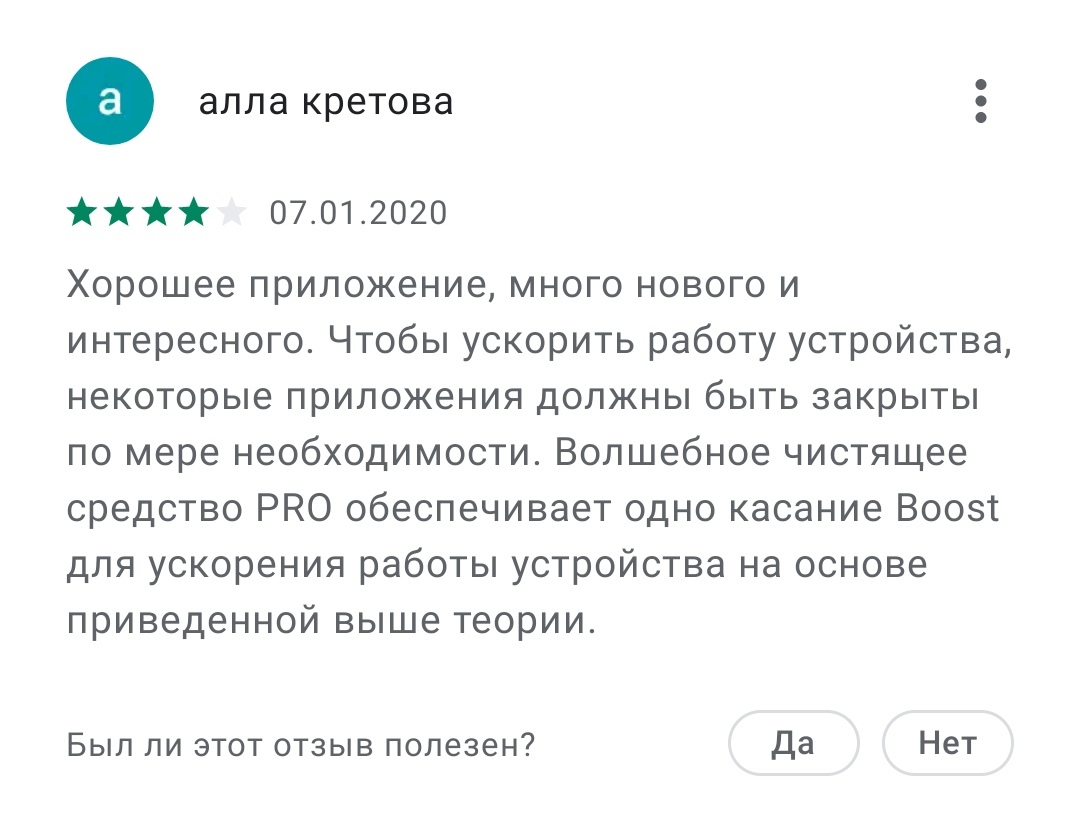 a
алла кретова
07.01.2020
Хорошее приложение, много нового и
интересного. Чтобы ускорить работу устройства,
некоторые приложения должны быть закрыты
по мере необходимости. Волшебное чистящее
средство PRO обеспечивает одно касание Boost
для ускорения работы устройства на основе
приведенной выше теории.
Был ли этот отзыв полезен?
Да
Нет